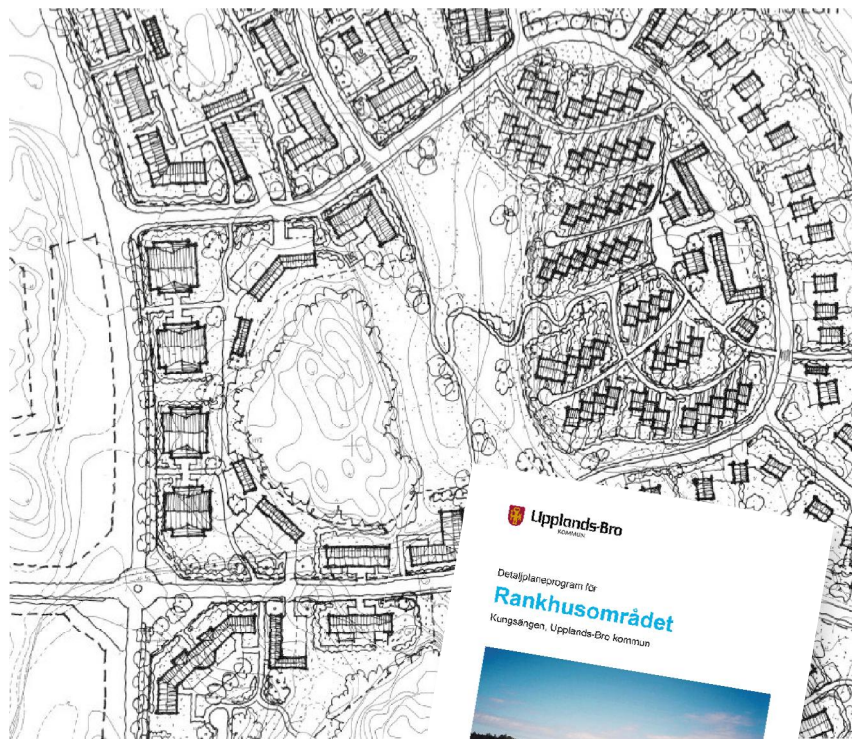 Upplands-Bro
KOMMUN
Detaljplaneprogram för
Rankhusområdet
Kungsängen, Upplands-Bro kommun